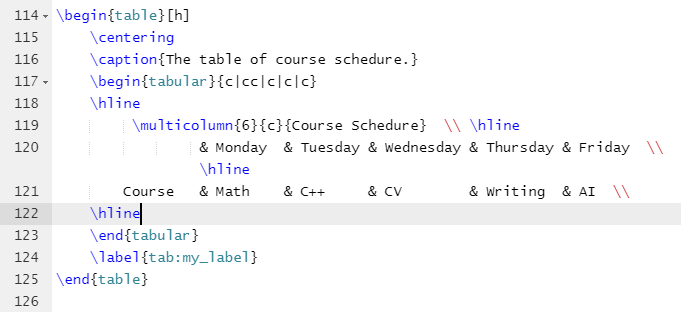 114 \begin{table}[h]
115 \centering
116 \caption{The table of course schedure.}
117 \begin{tabular}{c|cc|c|c|c}
118 \hline
119 \multicolumn{6}{c}{Course Schedure} \\ \hline
120 & Monday & Tuesday & Wednesday & Thursday & Friday \\
\hline
121 Course & Math & C++ & CV & Writing & AI \\
122 \hline
123 \end{tabular}
124 \label{tab:my_label}
125 \end{table}
126